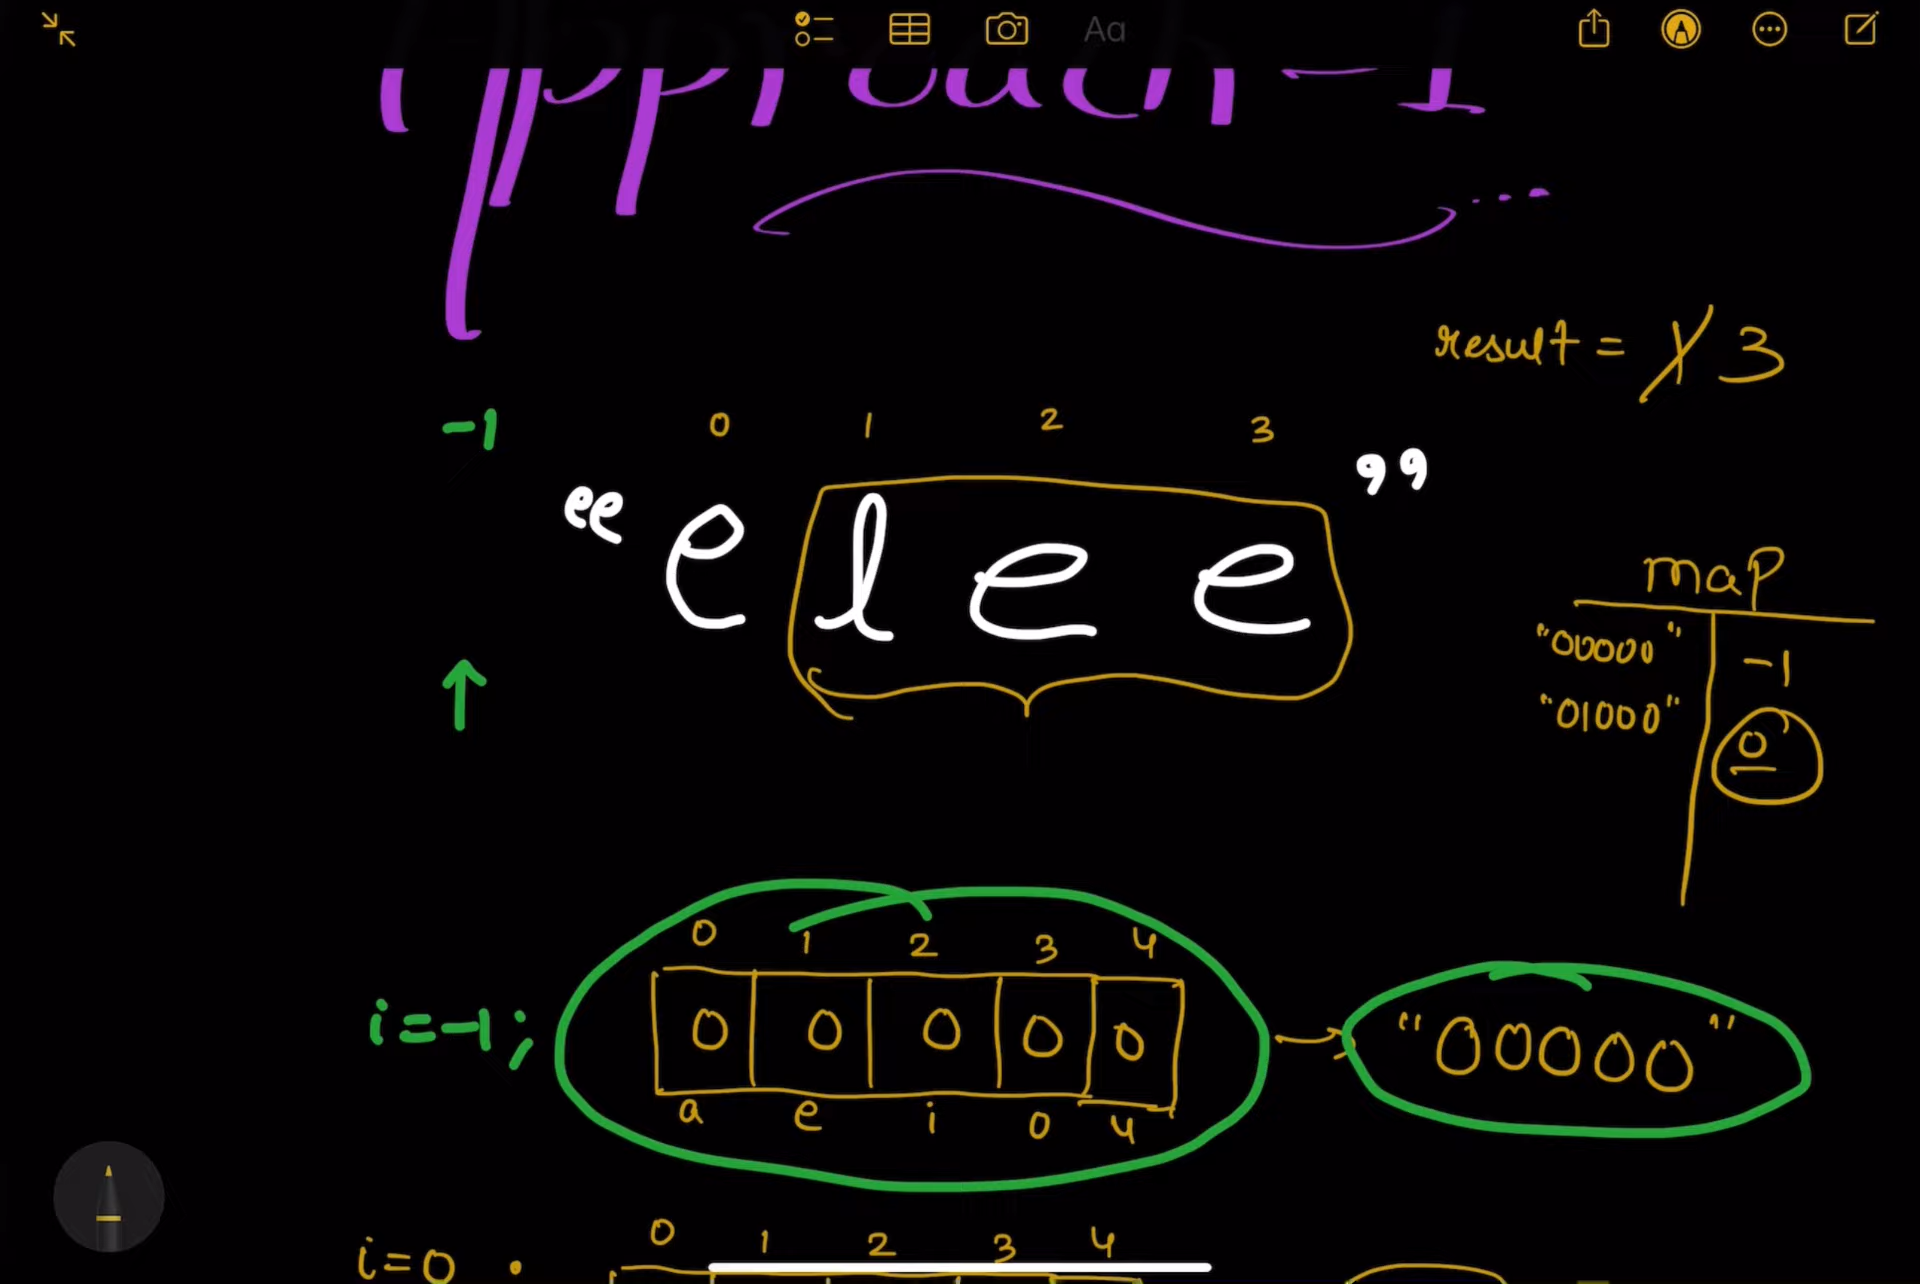 Approach-1
result = 1 3
-1 0 1 2 3
"elee"
map
"00000" -1
"01000" 0
0 1 2 3 4
i=-1; 0 0 0 0 0 "00000"
a e i o u
0 1 2 3 4
i=0
Aa